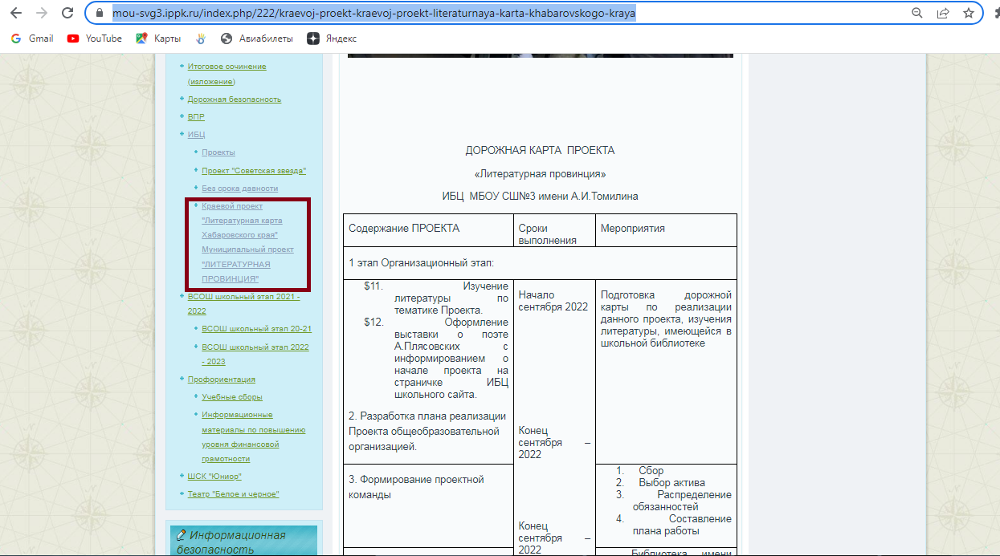 mou-svg3.ippk.ru/index.php/222/kraevoj-proekt-kraevoj-proekt-literaturnaya-karta-khabarovskogo-kraya
Gmail
YouTube
Карты
Авиабилеты
Яндекс
Итоговое сочинение
(изложение)
Дорожная безопасность
ВПР
ИБЦ
Проекты
Проект "Советская звезда"
Без срока давности
Краевой проект
"Литературная карта
Хабаровского края"
Муниципальный проект
"ЛИТЕРАТУРНАЯ
ПРОВИНЦИЯ"
ВСОШ школьный этап 2021 -
2022
ВСОШ школьный этап 20-21
ВСОШ школьный этап 2022
- 2023
Профориентация
Учебные сборы
Информационные
материалы по повышению
уровня финансовой
грамотности
ШСК "Юниор"
Театр "Белое и черное"
Информационная
безопасность
ДОРОЖНАЯ КАРТА ПРОЕКТА
«Литературная провинция»
ИБЦ МБОУ СШ№3 имени А.И.Томилина
Содержание ПРОЕКТА
Сроки
выполнения
Мероприятия
1 этап Организационный этап:
$11. Изучение
литературы по
тематике Проекта.
$12. Оформление
выставки о поэте
А.Плясовских с
информированием о
начале проекта на
страничке ИБЦ
школьного сайта.
2. Разработка плана реализации
Проекта общеобразовательной
организацией.
Начало
сентября 2022
Конец
сентября –
2022
Подготовка дорожной
карты по реализации
данного проекта, изучения
литературы, имеющейся в
школьной библиотеке
3. Формирование проектной
команды
Конец
сентября –
2022
1. Сбор
2. Выбор актива
3. Распределение
обязанностей
4. Составление
плана работы
Библиотека имени